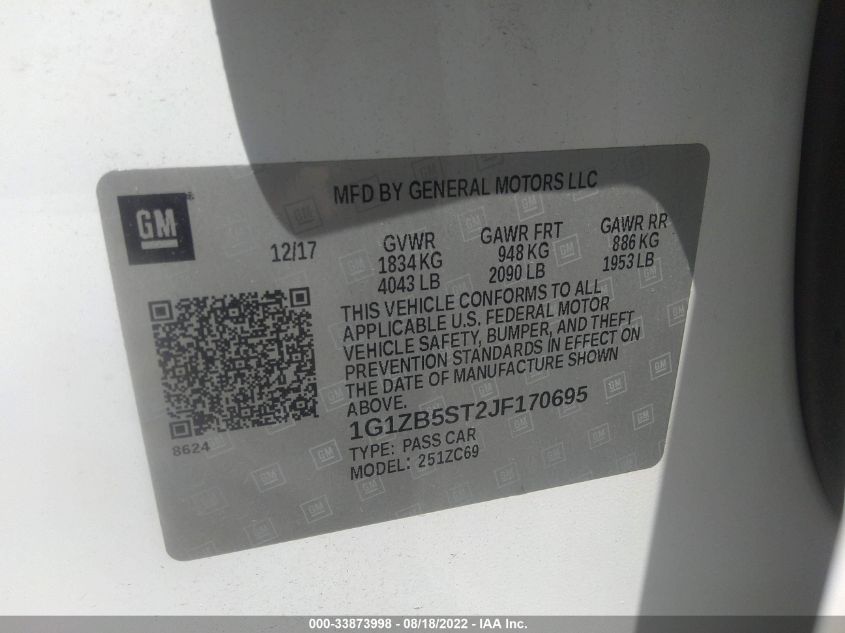 MFD BY GENERAL MOTORS LLC
GM ®
12/17
GVWR
1834 KG
4043 LB
GAWR FRT
948 KG
2090 LB
GAWR RR
886 KG
1953 LB
THIS VEHICLE CONFORMS TO ALL
APPLICABLE U.S. FEDERAL MOTOR
VEHICLE SAFETY, BUMPER, AND THEFT
PREVENTION STANDARDS IN EFFECT ON
THE DATE OF MANUFACTURE SHOWN
ABOVE.
1G1ZB5ST2JF170695
TYPE: PASS CAR
MODEL: 251ZC69
8624
000-33873998 - 08/18/2022 - IAA Inc.